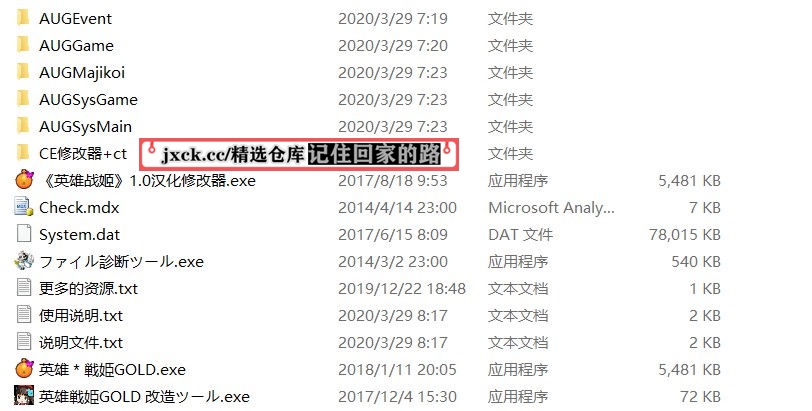 AUGEvent 2020/3/29 7:19 文件夹
AUGGame 2020/3/29 7:20 文件夹
AUGMajikoi 2020/3/29 7:23 文件夹
AUGSysGame 2020/3/29 7:23 文件夹
AUGSysMain 2020/3/29 7:23 文件夹
CE修改器+ct jxck.cc/精选仓库 记住回家的路 文件夹
《英雄战姬》1.0汉化修改器.exe 2017/8/18 9:53 应用程序 5,481 KB
Check.mdx 2014/4/14 23:00 Microsoft Analy... 7 KB
System.dat 2017/6/15 8:09 DAT 文件 78,015 KB
ファイル診断ツール.exe 2014/3/2 23:00 应用程序 540 KB
更多的资源.txt 2019/12/22 18:48 文本文档 1 KB
使用说明.txt 2020/3/29 8:17 文本文档 2 KB
说明文件.txt 2020/3/29 8:17 文本文档 2 KB
英雄＊戦姫GOLD.exe 2018/1/11 20:05 应用程序 5,481 KB
英雄戦姫GOLD 改造ツール.exe 2017/12/4 15:30 应用程序 72 KB